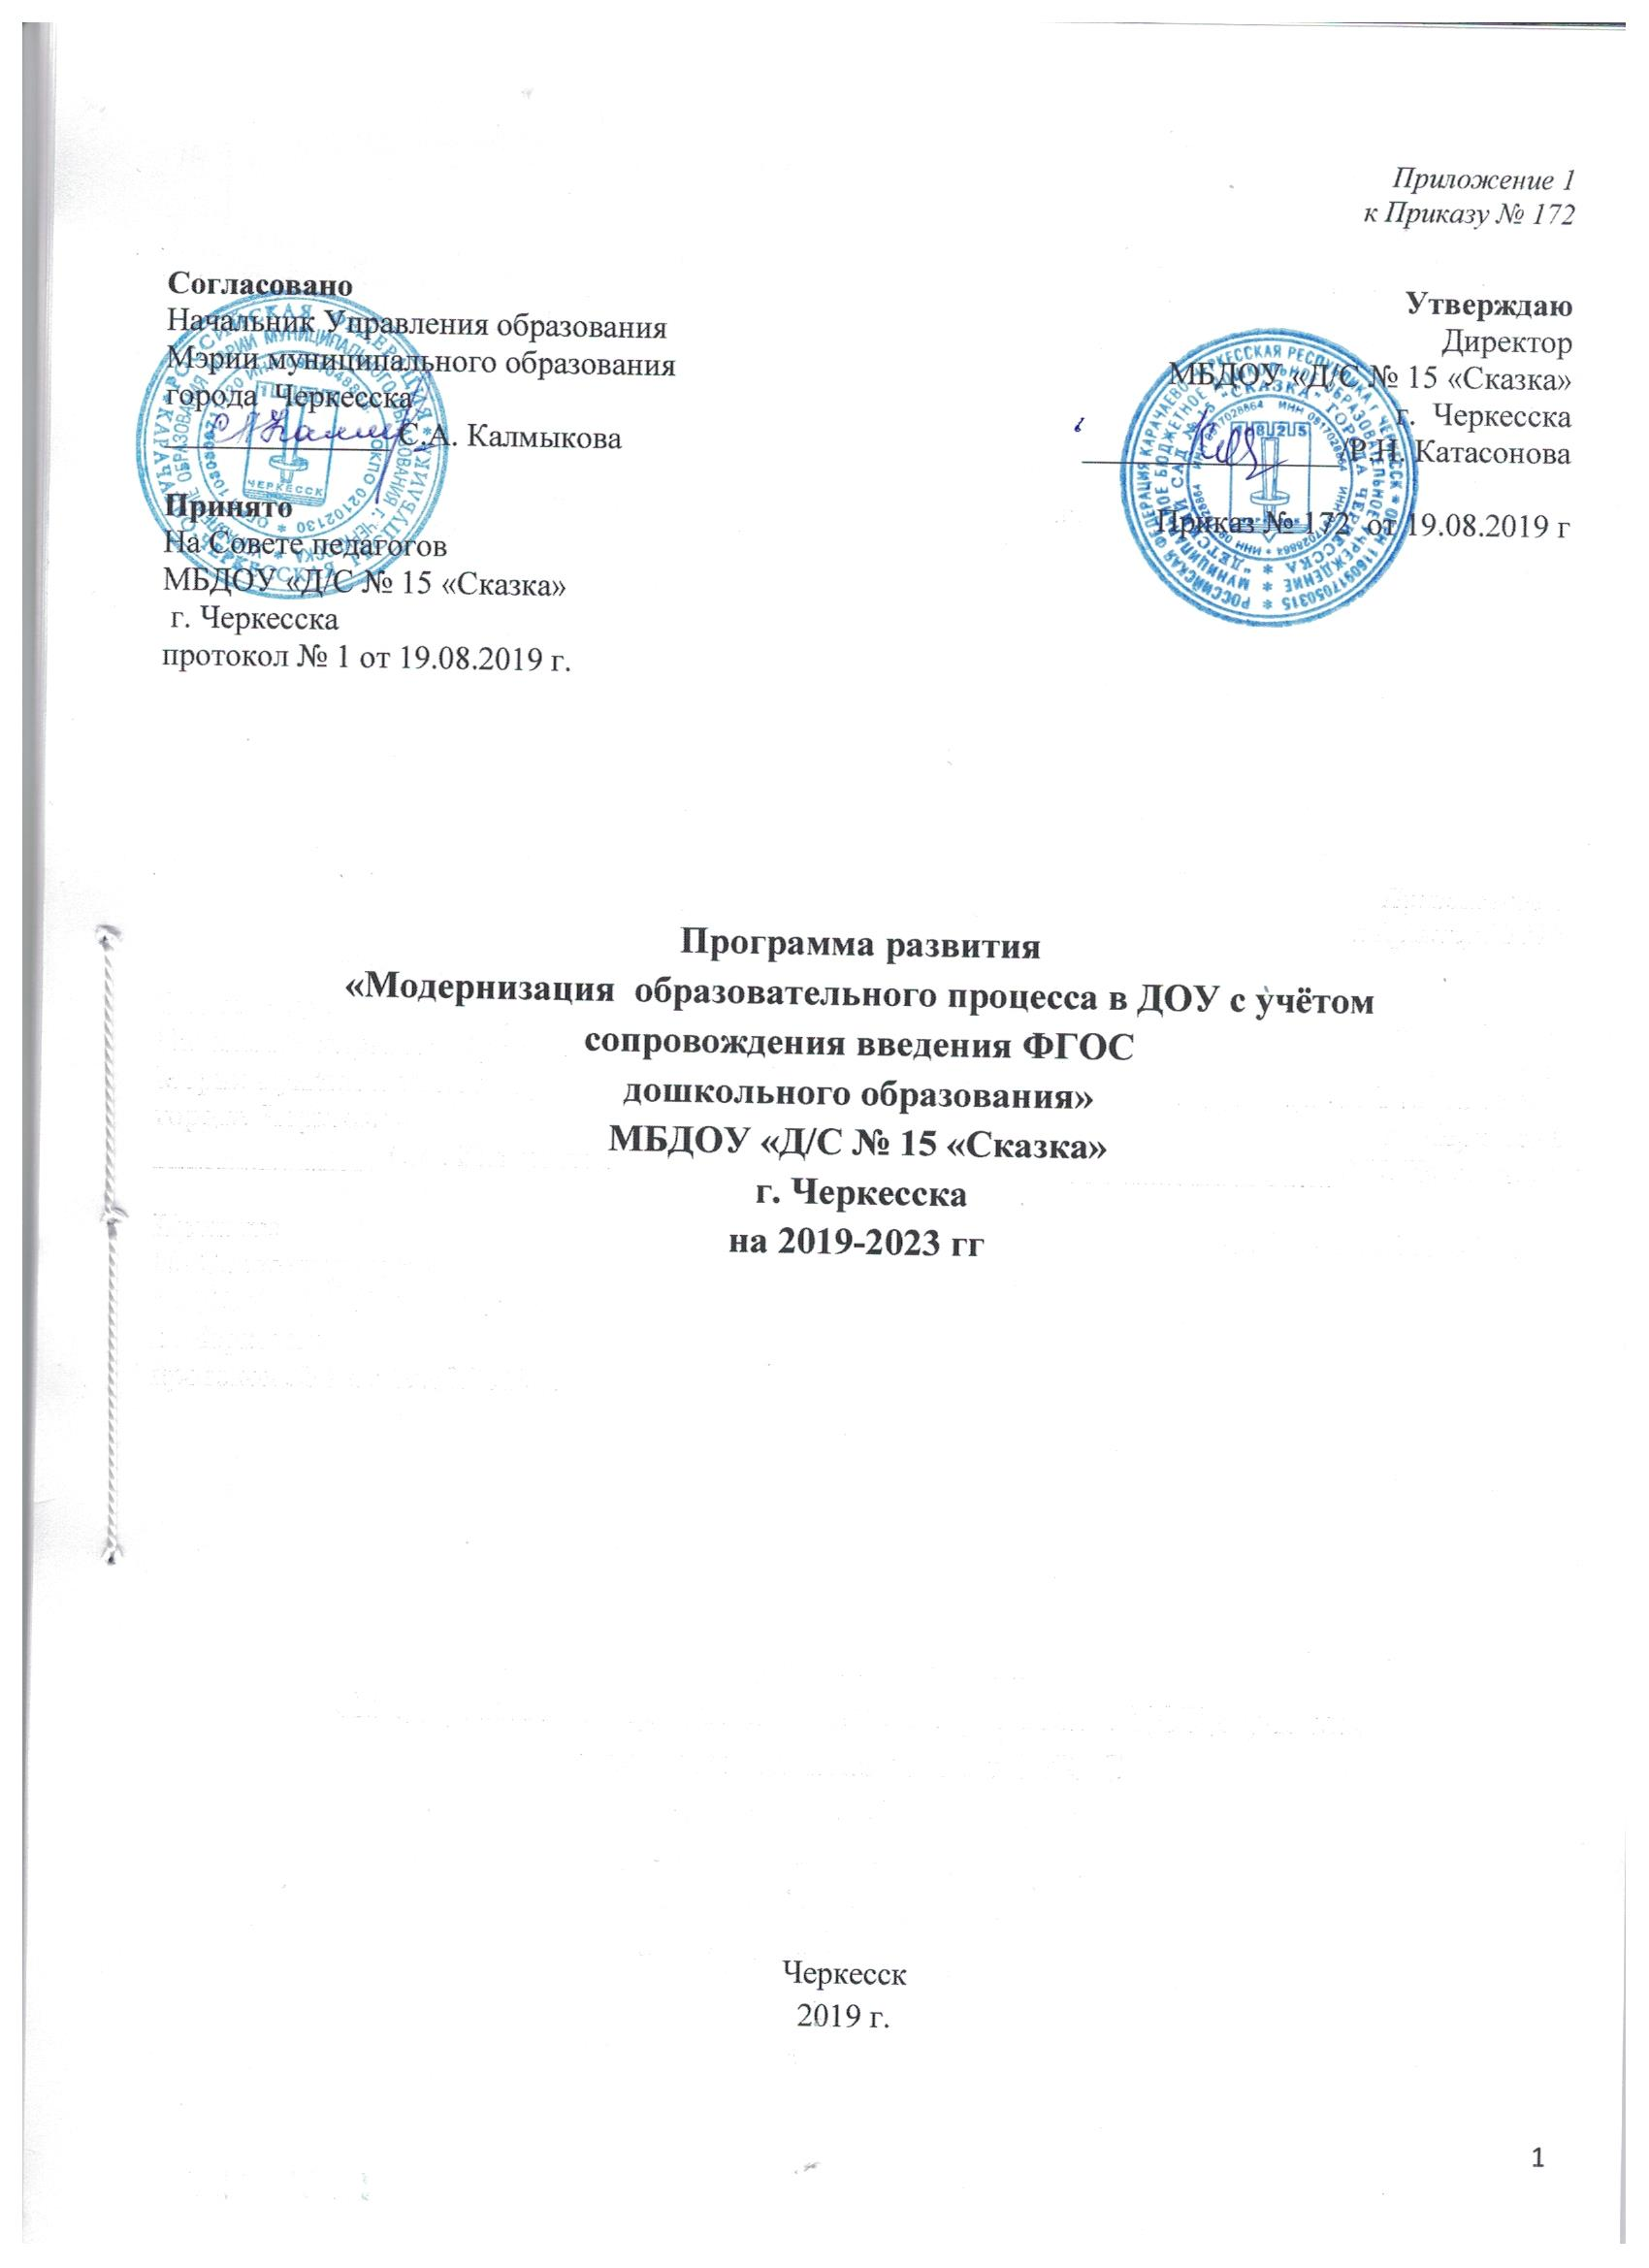 Приложение 1
к Приказу № 172
Согласовано
Начальник Управления образования
Мэрии муниципального образования
города Черкесска
С.А. Калмыкова
Принято
На Совете педагогов
МБДОУ «Д/С № 15 «Сказка»
г. Черкесска
протокол № 1 от 19.08.2019 г.
Утверждаю
Директор
МБДОУ «Д/С № 15 «Сказка»
г. Черкесска
/Р.Н. Катасонова
Приказ № 172 от 19.08.2019 г
ЧЕРКЕССК
Программа развития
«Модернизация образовательного процесса в ДОУ с учётом
сопровождения введения ФГОС
дошкольного образования»
МБДОУ «Д/С № 15 «Сказка»
г. Черкесска
на 2019-2023 гг
Черкесск
2019 г.
1